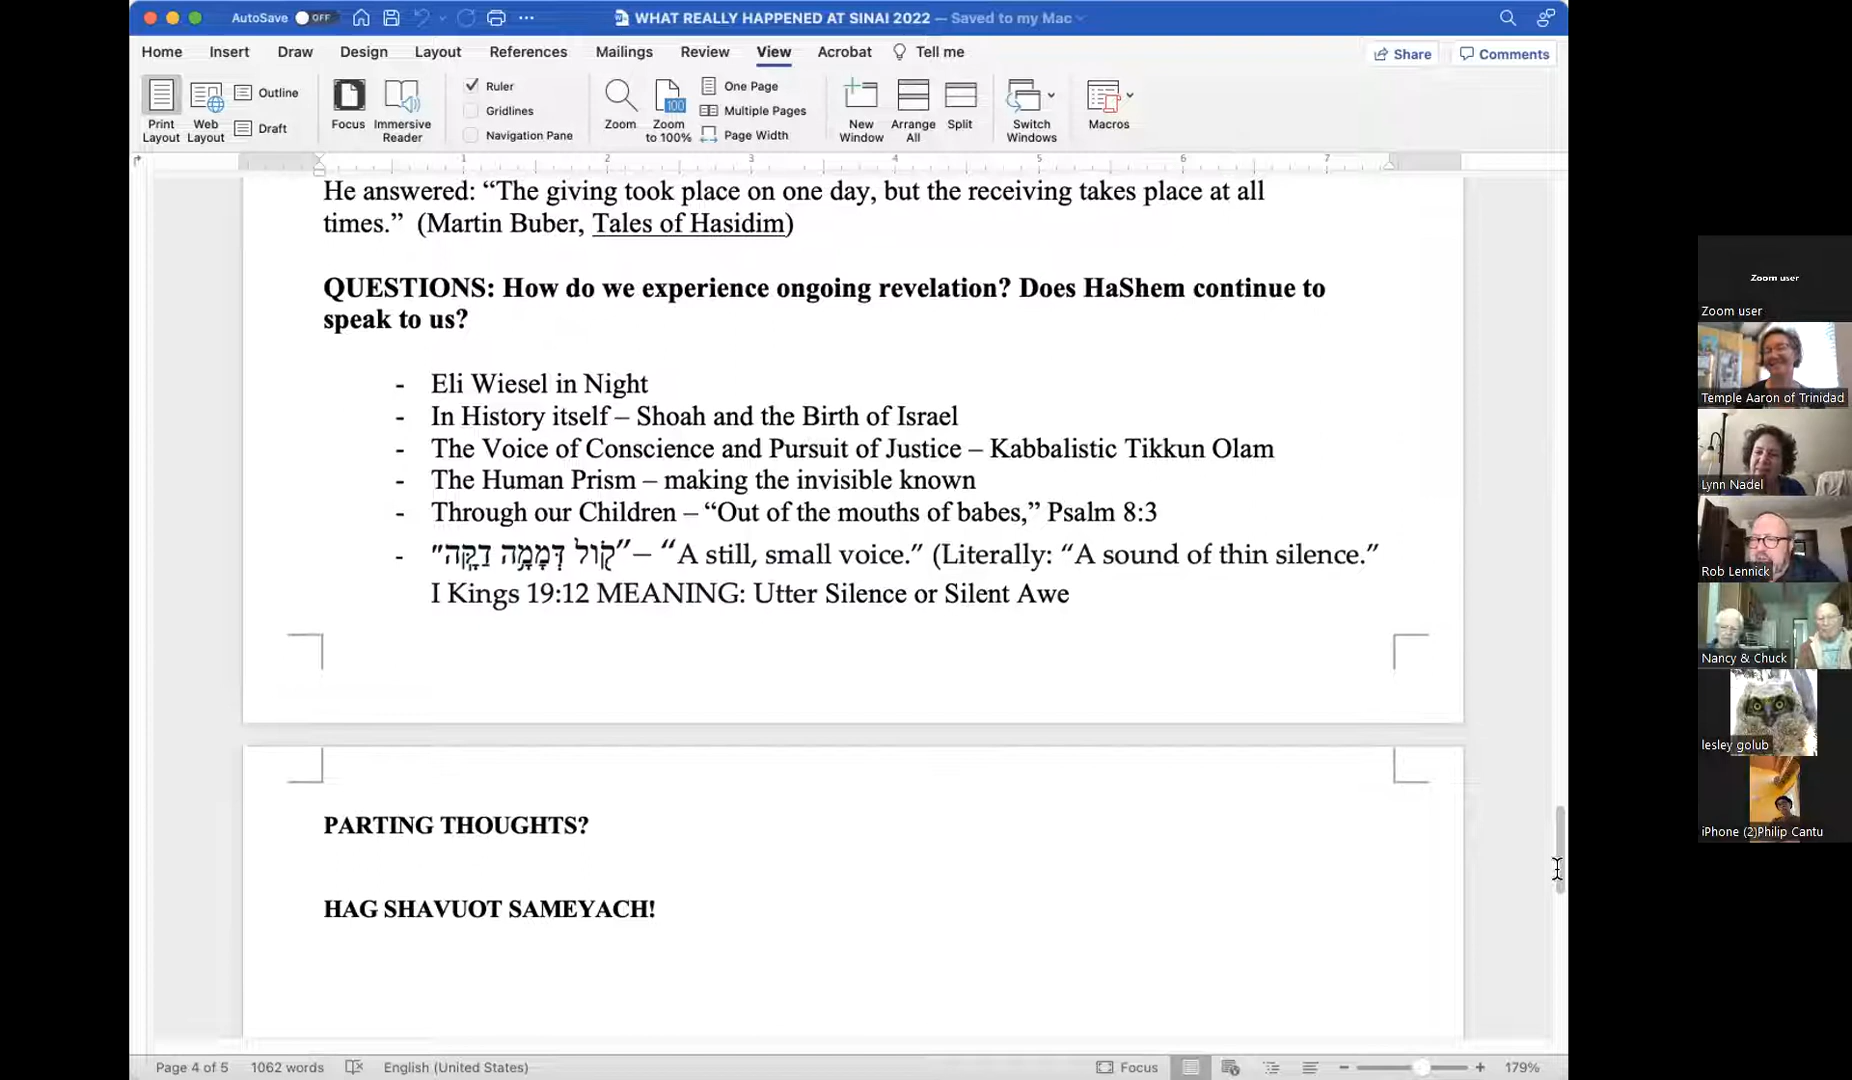 AutoSave OFF
WHAT REALLY HAPPENED AT SINAI 2022 — Saved to my Mac
Home Insert Draw Design Layout References Mailings Review View Acrobat Tell me Share Comments
Print Layout
Web Layout
Outline
Draft
Focus
Immersive Reader
Ruler
Gridlines
Navigation Pane
Zoom
100
Zoom to 100%
One Page
Multiple Pages
Page Width
New Window
Arrange All
Split
Switch Windows
Macros
1 2 3 4 5 6 7
He answered: “The giving took place on one day, but the receiving takes place at all
times.” (Martin Buber, Tales of Hasidim)
QUESTIONS: How do we experience ongoing revelation? Does HaShem continue to
speak to us?
- Eli Wiesel in Night
- In History itself – Shoah and the Birth of Israel
- The Voice of Conscience and Pursuit of Justice – Kabbalistic Tikkun Olam
- The Human Prism – making the invisible known
- Through our Children – “Out of the mouths of babes,” Psalm 8:3
- "קוֹל דְּמָמָה דַקָּה” – “A still, small voice.” (Literally: “A sound of thin silence.”
I Kings 19:12 MEANING: Utter Silence or Silent Awe
PARTING THOUGHTS?
HAG SHAVUOT SAMEYACH!
Page 4 of 5 1062 words English (United States) Focus 179%
Zoom user
Zoom user
Temple Aaron of Trinidad
Lynn Nadel
Rob Lennick
Nancy & Chuck
lesley golub
iPhone (2)Philip Cantu